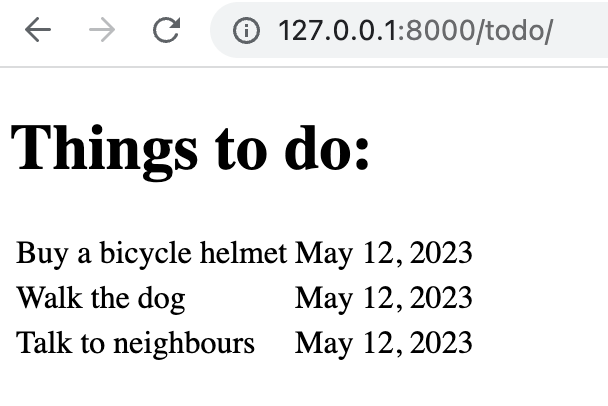 127.0.0.1:8000/todo/
Things to do:
Buy a bicycle helmet May 12, 2023
Walk the dog May 12, 2023
Talk to neighbours May 12, 2023